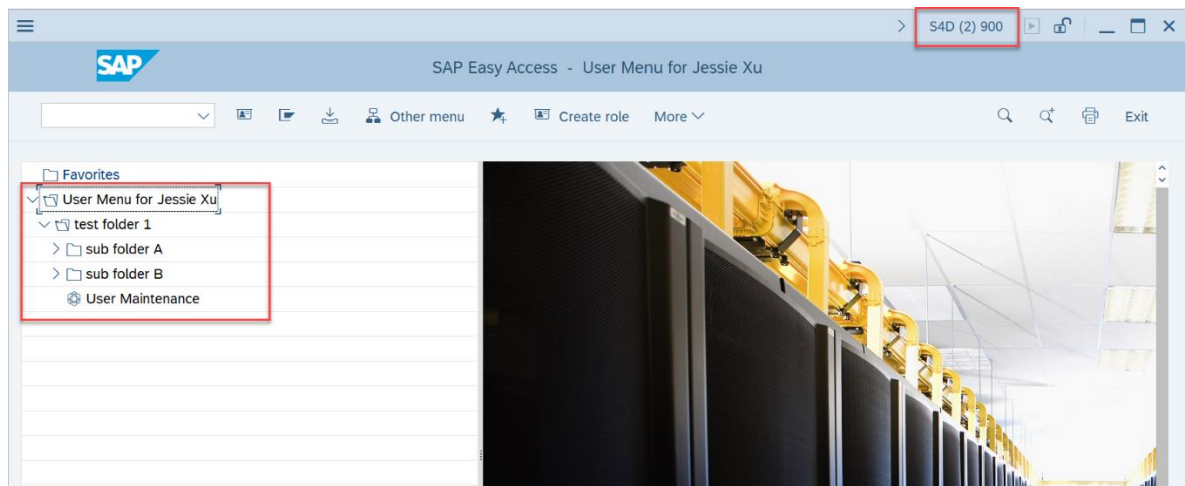 S4D (2) 900
SAP
SAP Easy Access - User Menu for Jessie Xu
Other menu
Create role
More
Exit
Favorites
User Menu for Jessie Xu
test folder 1
sub folder A
sub folder B
User Maintenance